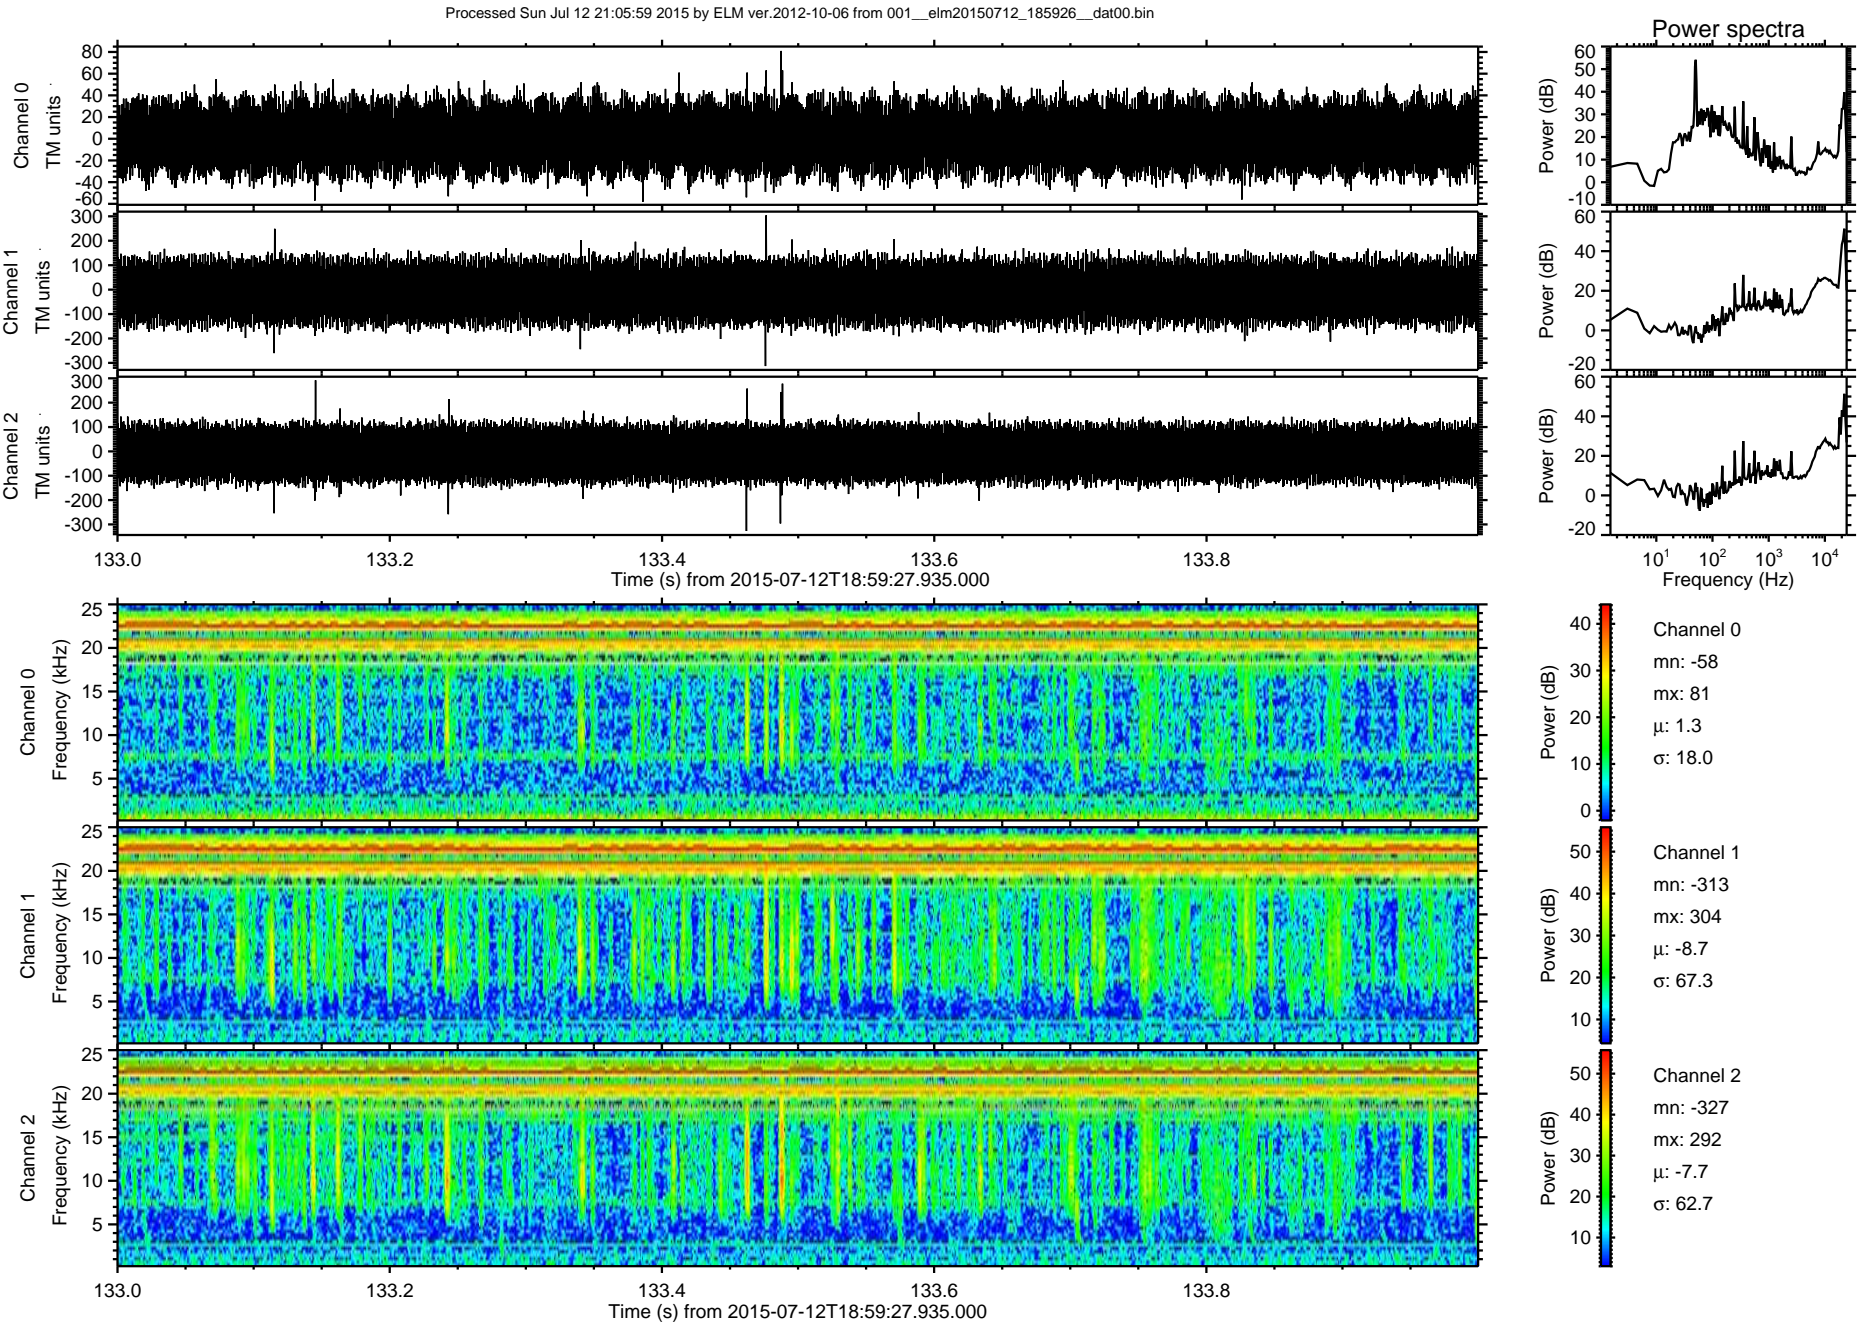 Processed Sun Jul 12 21:05:59 2015 by ELM ver.2012-10-06 from 001__elm20150712_185926__dat00.bin
Power spectra
Channel 0
TM units
80
60
40
20
0
-20
-40
-60
Power (dB)
60
50
40
30
20
10
0
-10
Channel 1
TM units
300
200
100
0
-100
-200
-300
Power (dB)
60
40
20
0
-20
Channel 2
TM units
300
200
100
0
-100
-200
-300
Power (dB)
60
40
20
0
-20
133.0 133.2 133.4 133.6 133.8
Time (s) from 2015-07-12T18:59:27.935.000
10¹ 10² 10³ 10⁴
Frequency (Hz)
Channel 0
Frequency (kHz)
25
20
15
10
5
Power (dB)
40
30
20
10
0
Channel 0
mn: -58
mx: 81
μ: 1.3
σ: 18.0
Channel 1
Frequency (kHz)
25
20
15
10
5
Power (dB)
50
40
30
20
10
Channel 1
mn: -313
mx: 304
μ: -8.7
σ: 67.3
Channel 2
Frequency (kHz)
25
20
15
10
5
Power (dB)
50
40
30
20
10
Channel 2
mn: -327
mx: 292
μ: -7.7
σ: 62.7
133.0 133.2 133.4 133.6 133.8
Time (s) from 2015-07-12T18:59:27.935.000